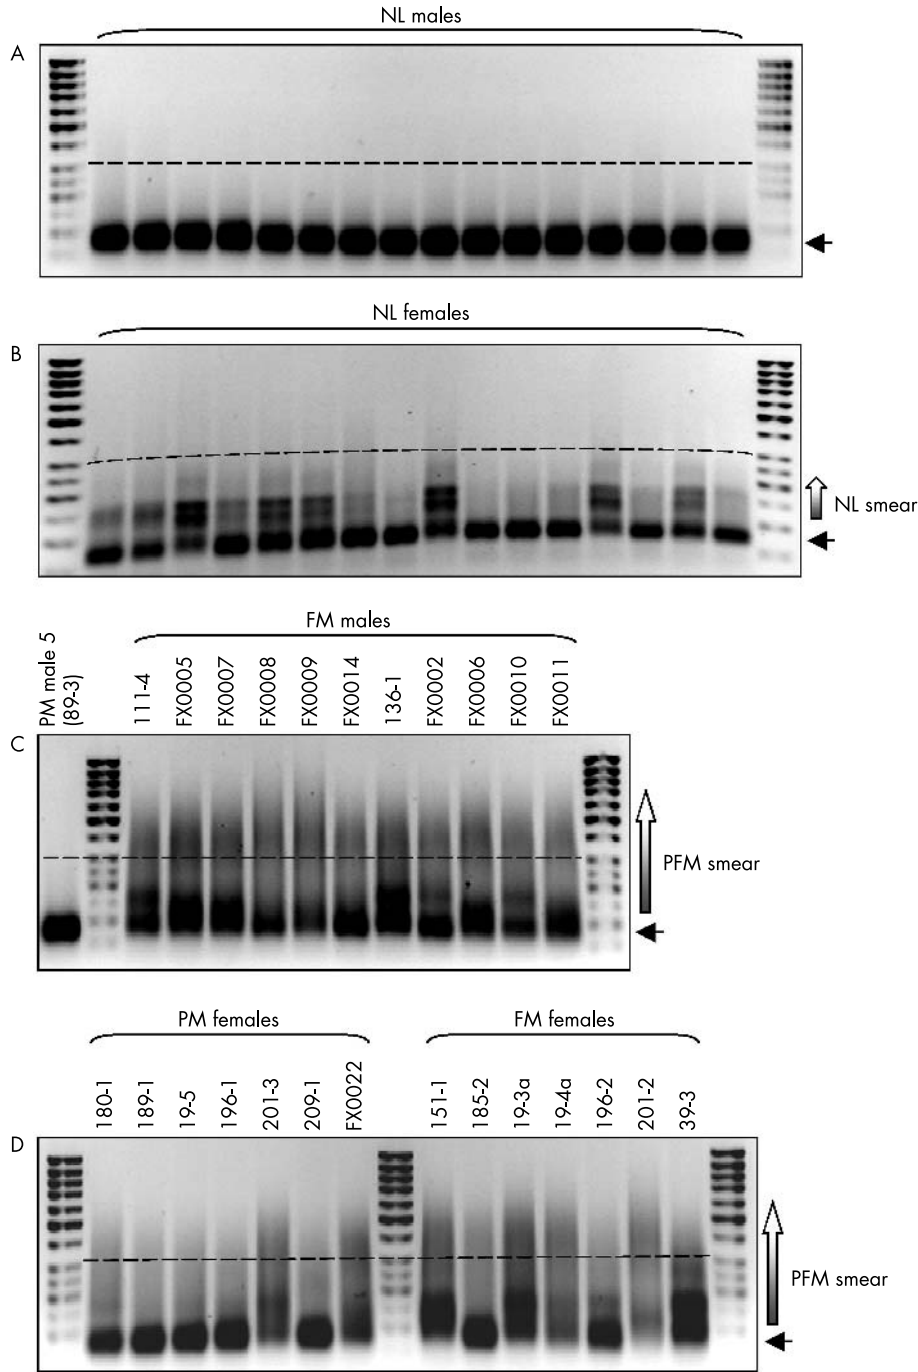 NL males
A
NL females
B
NL smear
FM males
PM male 5
(89-3)
111-4
FX0005
FX0007
FX0008
FX0009
FX0014
136-1
FX0002
FX0006
FX0010
FX0011
C
PFM smear
PM females
FM females
180-1
189-1
19-5
196-1
201-3
209-1
FX0022
151-1
185-2
19-3a
19-4a
196-2
201-2
39-3
D
PFM smear